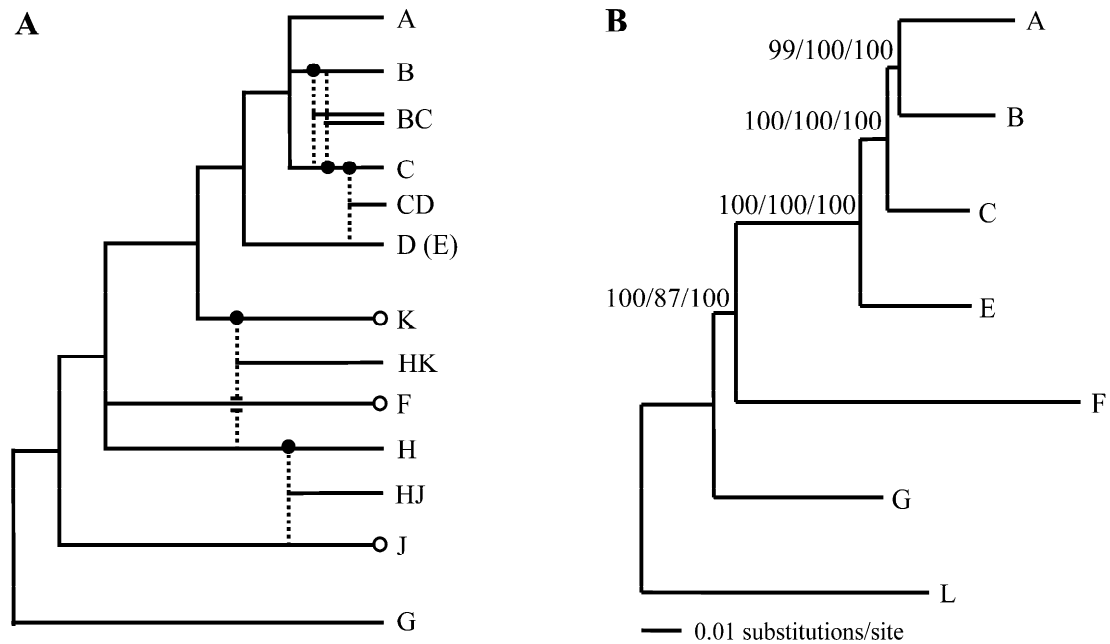 A
A
B
BC
C
CD
D (E)
K
HK
F
H
HJ
J
G
B
99/100/100
A
B
100/100/100
C
100/100/100
E
100/87/100
F
G
L
0.01 substitutions/site